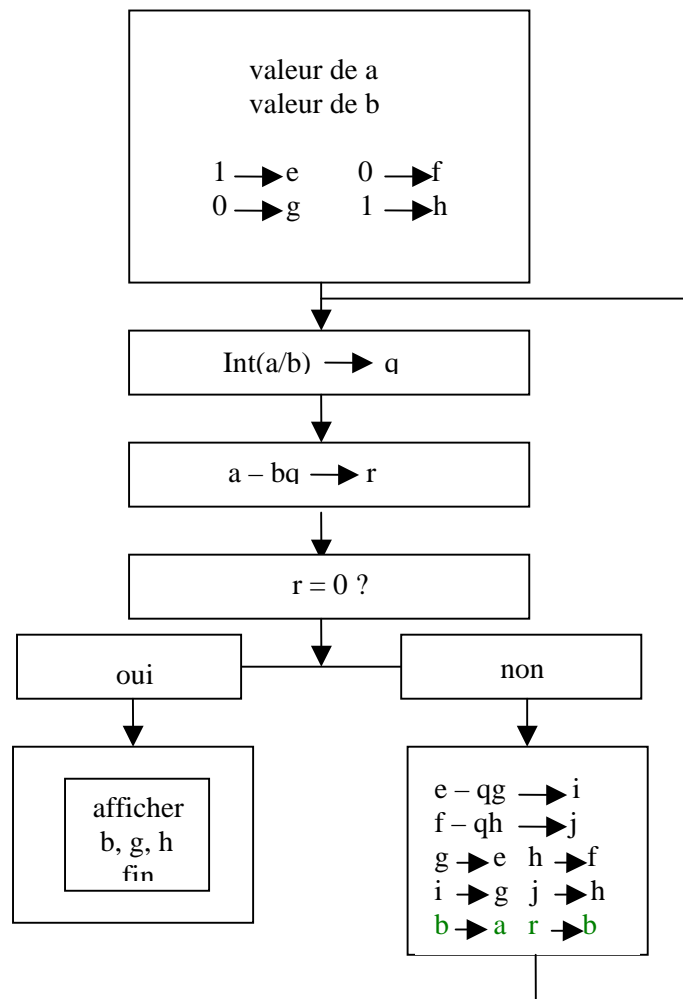 valeur de a
valeur de b
1 → e 0 → f
0 → g 1 → h
Int(a/b) → q
a – bq → r
r = 0 ?
oui
non
afficher
b, g, h
fin
e – qg → i
f – qh → j
g → e h → f
i → g j → h
b → a r → b